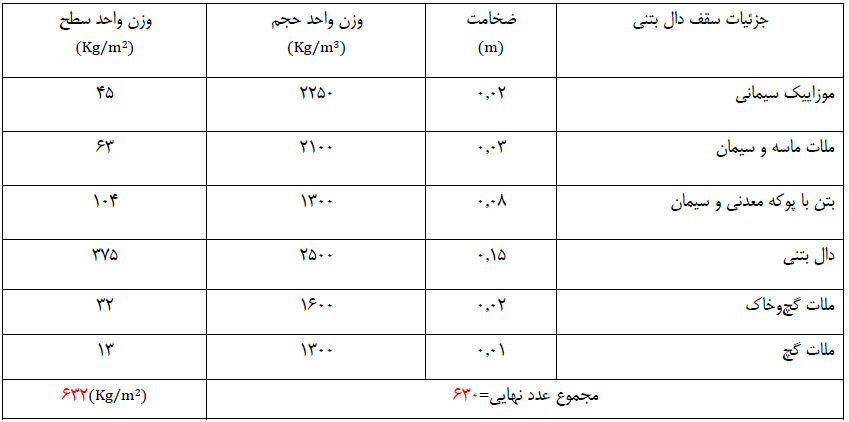 جزئیات سقف دال بتنی ضخامت وزن واحد حجم وزن واحد سطح
(m) (Kg/m³) (Kg/m²)
موزاییک سیمانی ۰,۰۲ ۲۲۵۰ ۴۵
ملات ماسه و سیمان ۰,۰۳ ۲۱۰۰ ۶۳
بتن با پوکه معدنی و سیمان ۰,۰۸ ۱۳۰۰ ۱۰۴
دال بتنی ۰,۱۵ ۲۵۰۰ ۳۷۵
ملات گچ‌وخاک ۰,۰۲ ۱۶۰۰ ۳۲
ملات گچ ۰,۰۱ ۱۳۰۰ ۱۳
مجموع عدد نهایی=۶۳۰ ۶۳۲(Kg/m²)